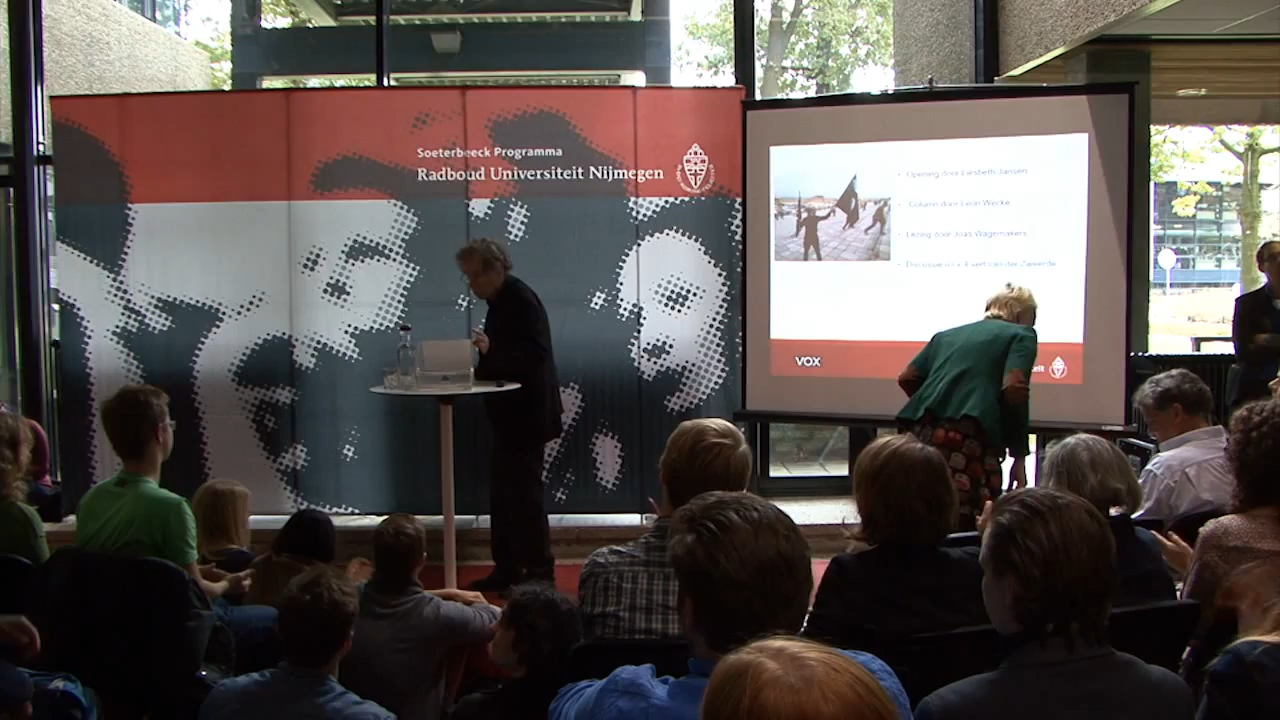 Soeterbeeck Programma
Radboud Universiteit Nijmegen
• Opening door Liesbeth Jansen
• Column door Leon Wecke
• Lezing door Joas Wagemakers
• Discussie o.l.v. Evert van der Zweerde
VOX
teit